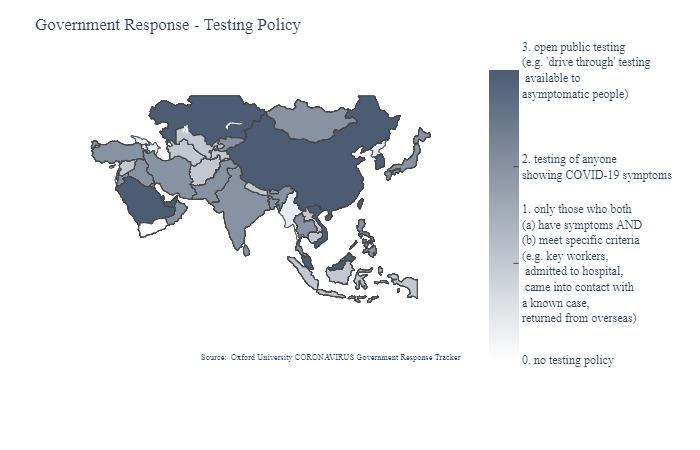 Government Response - Testing Policy
3. open public testing
(e.g. 'drive through' testing
available to
asymptomatic people)
2. testing of anyone
showing COVID-19 symptoms
1. only those who both
(a) have symptoms AND
(b) meet specific criteria
(e.g. key workers,
admitted to hospital,
came into contact with
a known case,
returned from overseas)
0. no testing policy
Source: Oxford University CORONAVIRUS Government Response Tracker